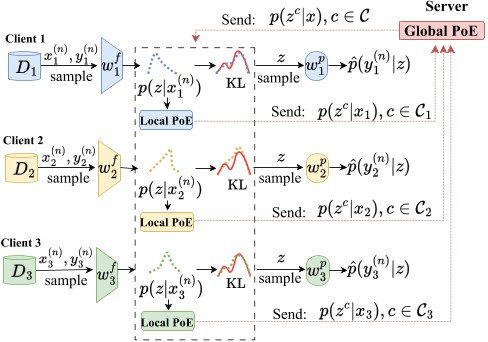 Server
Send: p(z^c|x), c ∈ 𝒞
Global PoE
Client 1
D_1
x_1^{(n)}, y_1^{(n)}
sample
w_1^f
p(z|x_1^{(n)})
KL
z
sample
w_1^p
p̂(y_1^{(n)}|z)
Local PoE
Send: p(z^c|x_1), c ∈ 𝒞_1
Client 2
D_2
x_2^{(n)}, y_2^{(n)}
sample
w_2^f
p(z|x_2^{(n)})
KL
z
sample
w_2^p
p̂(y_2^{(n)}|z)
Local PoE
Send: p(z^c|x_2), c ∈ 𝒞_2
Client 3
D_3
x_3^{(n)}, y_3^{(n)}
sample
w_3^f
p(z|x_3^{(n)})
KL
z
sample
w_3^p
p̂(y_3^{(n)}|z)
Local PoE
Send: p(z^c|x_3), c ∈ 𝒞_3